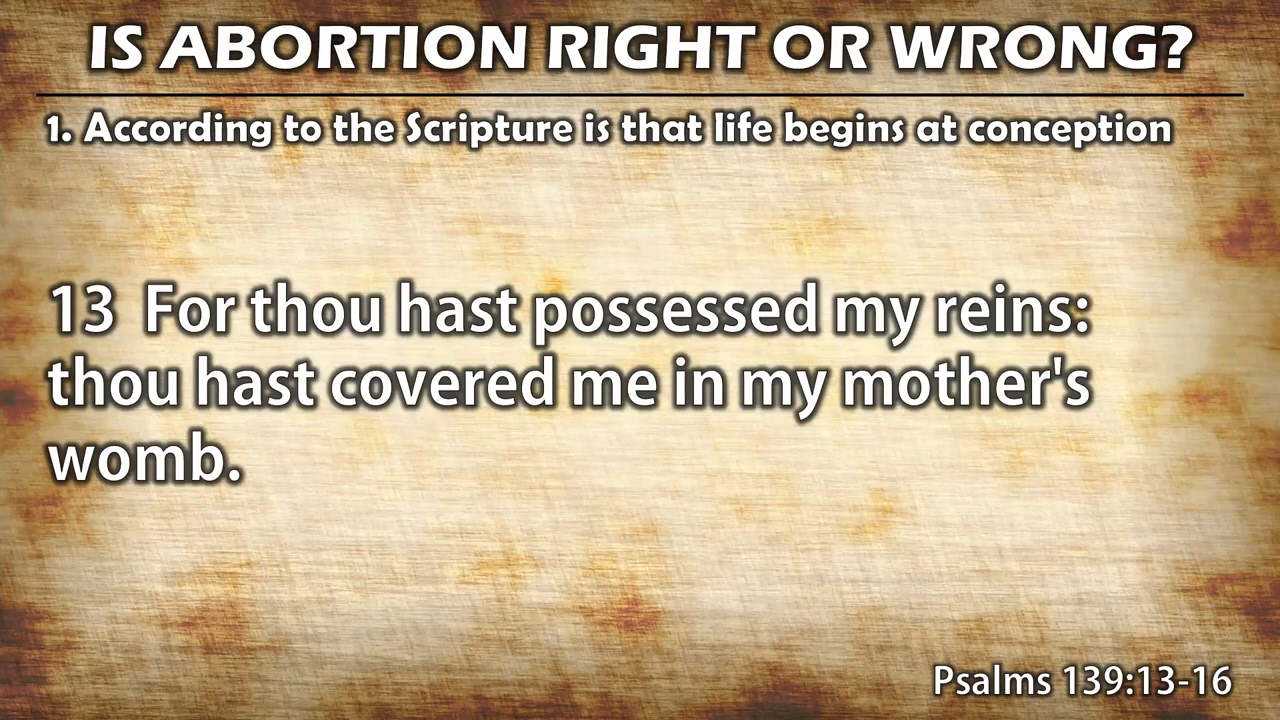 IS ABORTION RIGHT OR WRONG?
1. According to the Scripture is that life begins at conception
13 For thou hast possessed my reins:
thou hast covered me in my mother's
womb.
Psalms 139:13-16